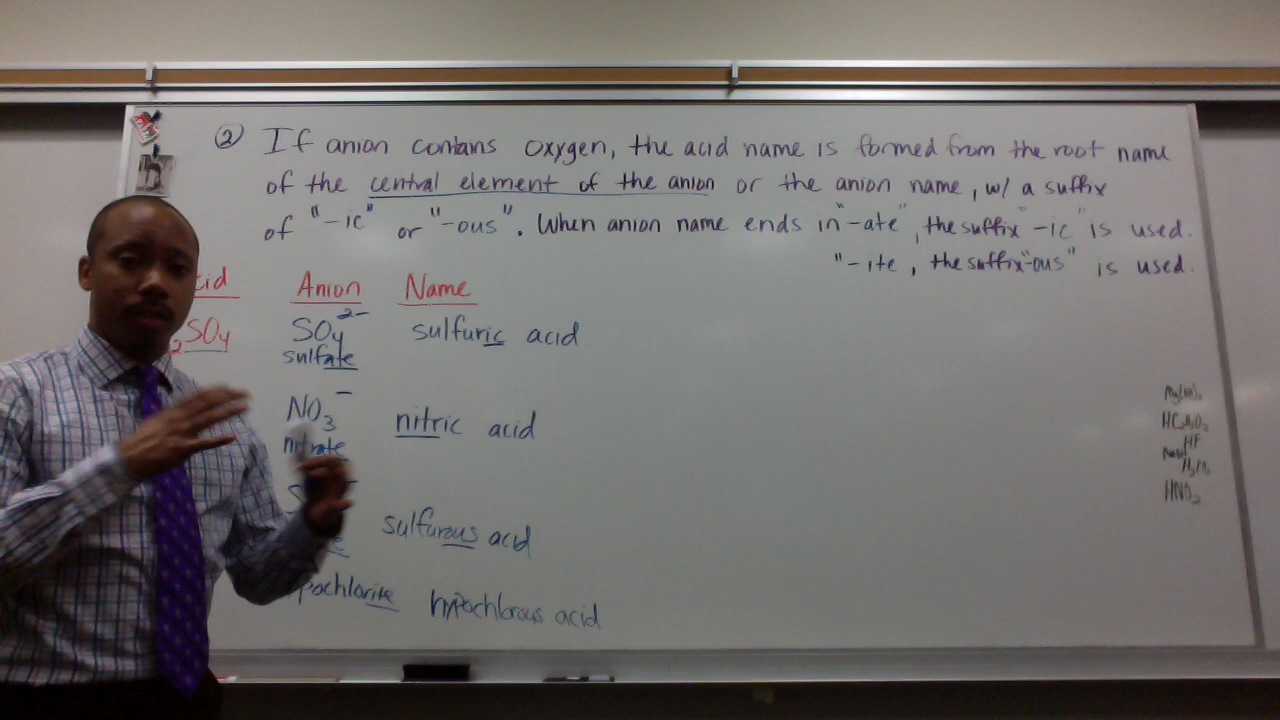 ② If anion contains oxygen, the acid name is formed from the root name
of the central element of the anion or the anion name, w/ a suffix
of "-ic" or "-ous". When anion name ends in "-ate", the suffix "-ic" is used.
"-ite, the suffix "-ous" is used.
cid Anion Name
2SO4 SO4 2- sulfuric acid
sulfate
NO3 - nitric acid
nitrate
sulfurous acid
pochlorite hypochlorous acid
HF
HNO2